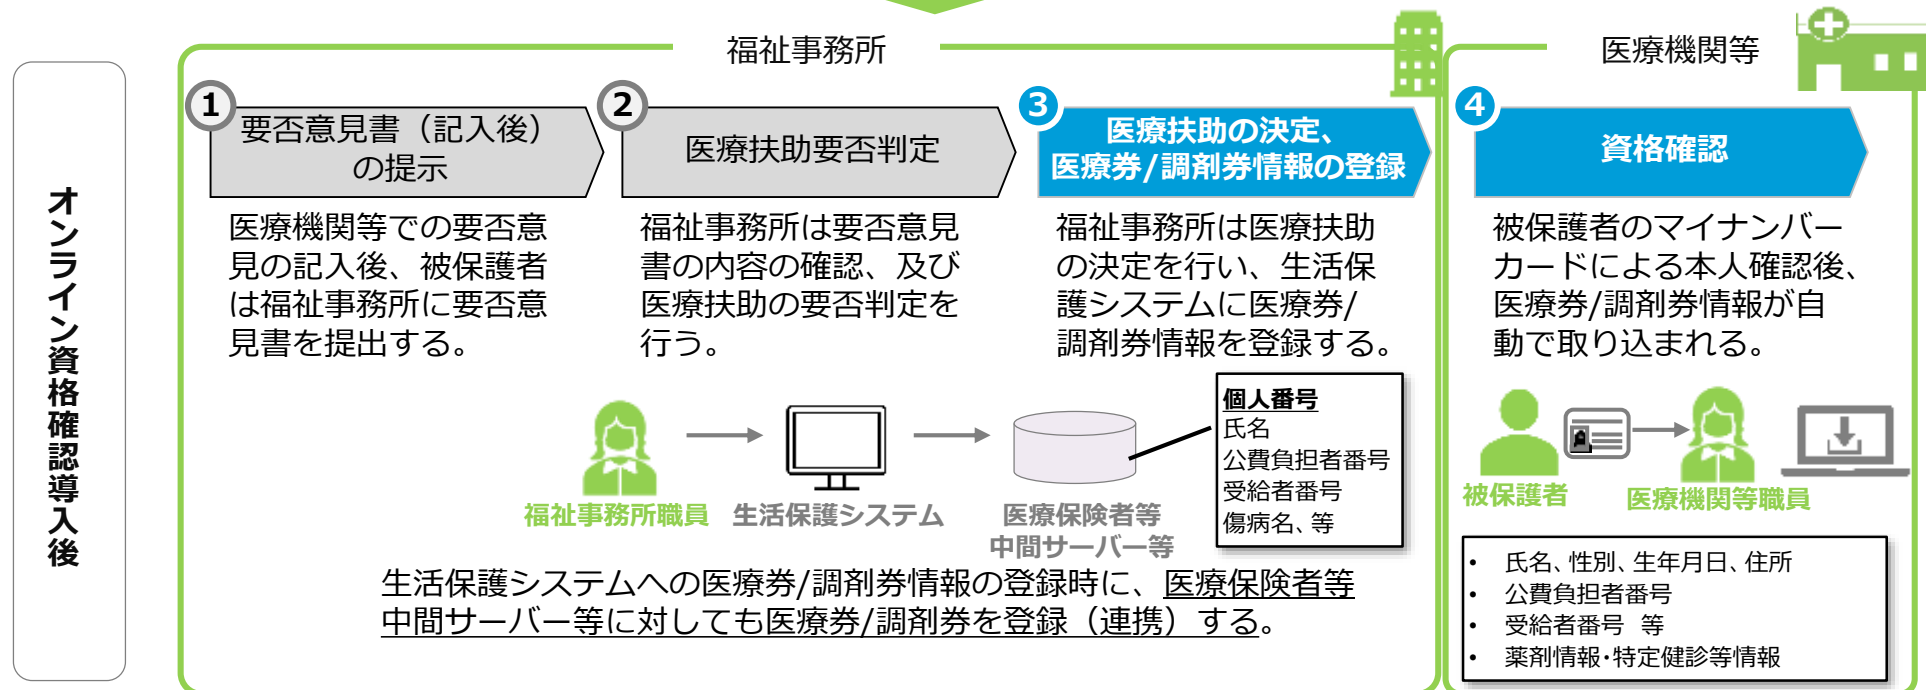 オンライン資格確認導入後
福祉事務所
1
要否意見書（記入後）
の提示
医療機関等での要否意
見の記入後、被保護者
は福祉事務所に要否意
見書を提出する。
2
医療扶助要否判定
福祉事務所は要否意見
書の内容の確認、及び
医療扶助の要否判定を
行う。
3
医療扶助の決定、
医療券/調剤券情報の登録
福祉事務所は医療扶助
の決定を行い、生活保
護システムに医療券/
調剤券情報を登録する。
福祉事務所職員
生活保護システム
医療保険者等
中間サーバー等
個人番号
氏名
公費負担者番号
受給者番号
傷病名、等
生活保護システムへの医療券/調剤券情報の登録時に、医療保険者等
中間サーバー等に対しても医療券/調剤券を登録（連携）する。
医療機関等
4
資格確認
被保護者のマイナンバー
カードによる本人確認後、
医療券/調剤券情報が自
動で取り込まれる。
被保護者
医療機関等職員
• 氏名、性別、生年月日、住所
• 公費負担者番号
• 受給者番号 等
• 薬剤情報・特定健診等情報